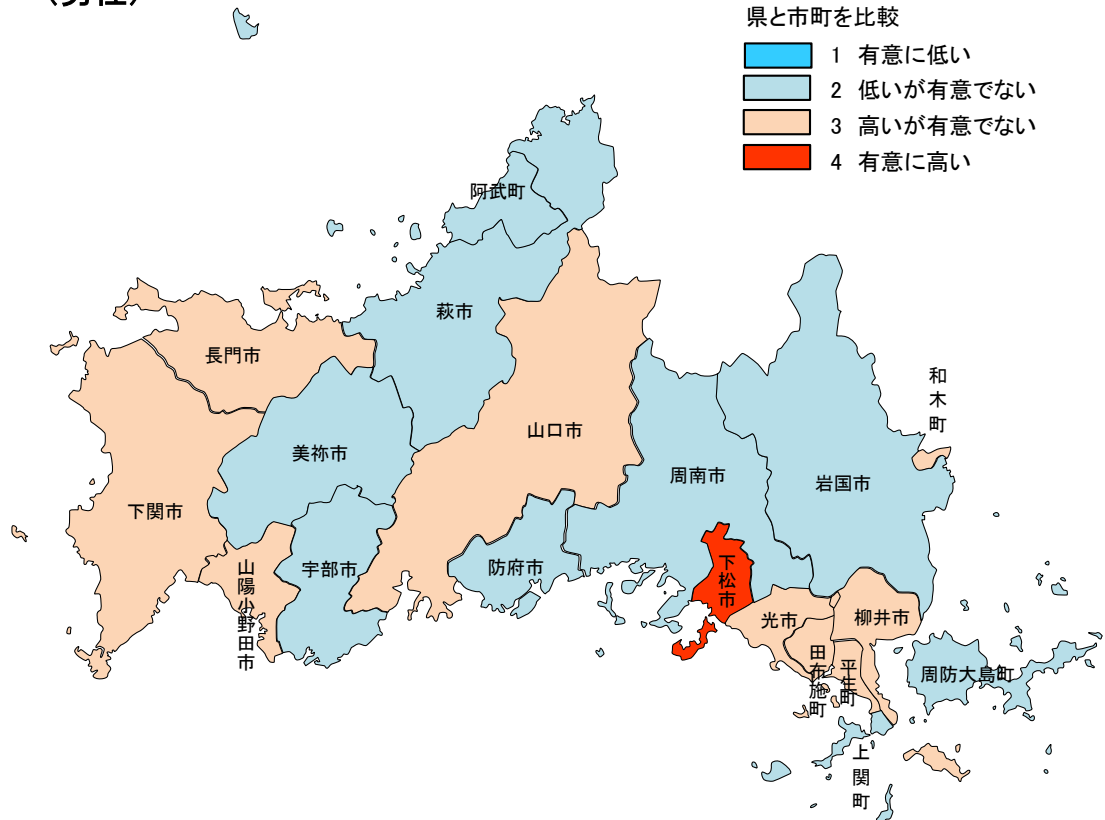 (男性)
県と市町を比較
1 有意に低い
2 低いが有意でない
3 高いが有意でない
4 有意に高い
阿武町
萩市
長門市
和木町
山口市
美祢市
周南市
岩国市
下関市
山陽小野田市
宇部市
防府市
下松市
光市
柳井市
田布施町
平生町
周防大島町
上関町